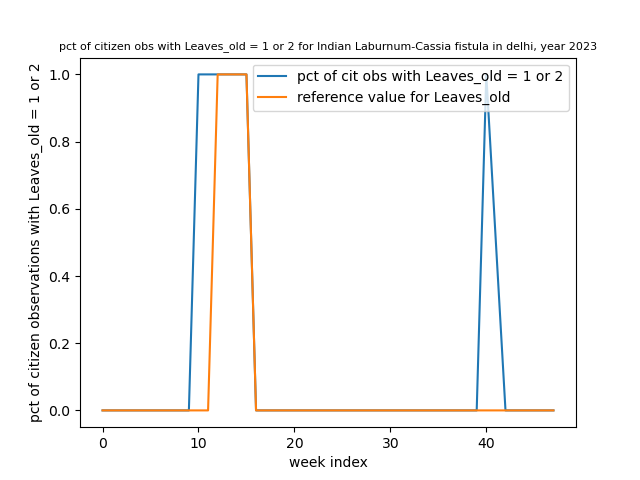 pct of citizen obs with Leaves_old = 1 or 2 for Indian Laburnum-Cassia fistula in delhi, year 2023
pct of citizen observations with Leaves_old = 1 or 2
1.0
0.8
0.6
0.4
0.2
0.0
pct of cit obs with Leaves_old = 1 or 2
reference value for Leaves_old
0 10 20 30 40
week index